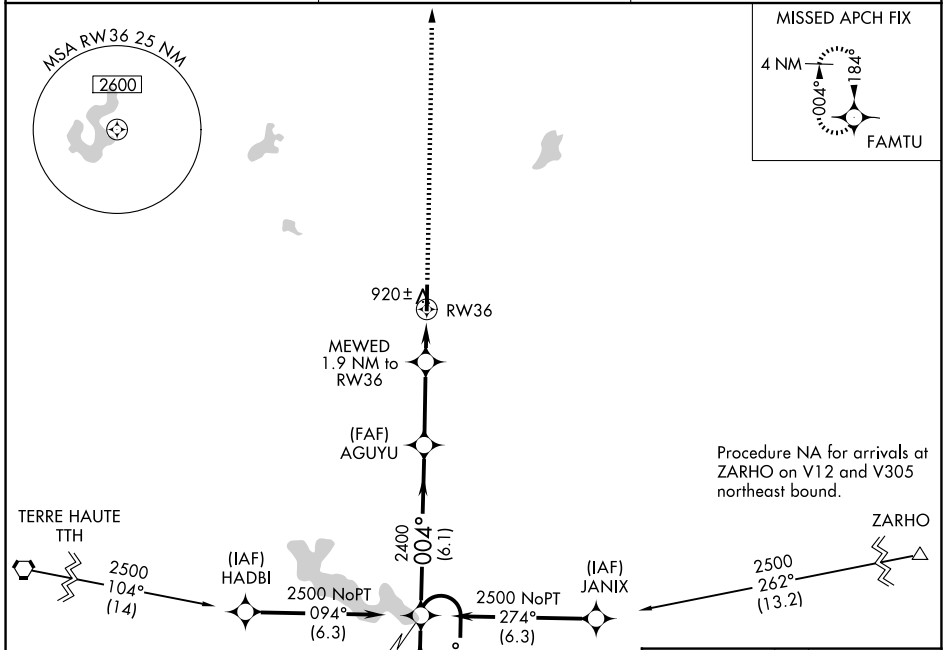 MSA RW36 25 NM
2600
MISSED APCH FIX
4 NM
004°
184°
FAMTU
920±
RW36
MEWED
1.9 NM to
RW36
(FAF)
AGUYU
Procedure NA for arrivals at
ZARHO on V12 and V305
northeast bound.
TERRE HAUTE
TTH
2500
104°
(14)
(IAF)
HADBI
2500 NoPT
094°
(6.3)
2400
004°
(6.1)
2500 NoPT
274°
(6.3)
(IAF)
JANIX
2500
262°
(13.2)
ZARHO